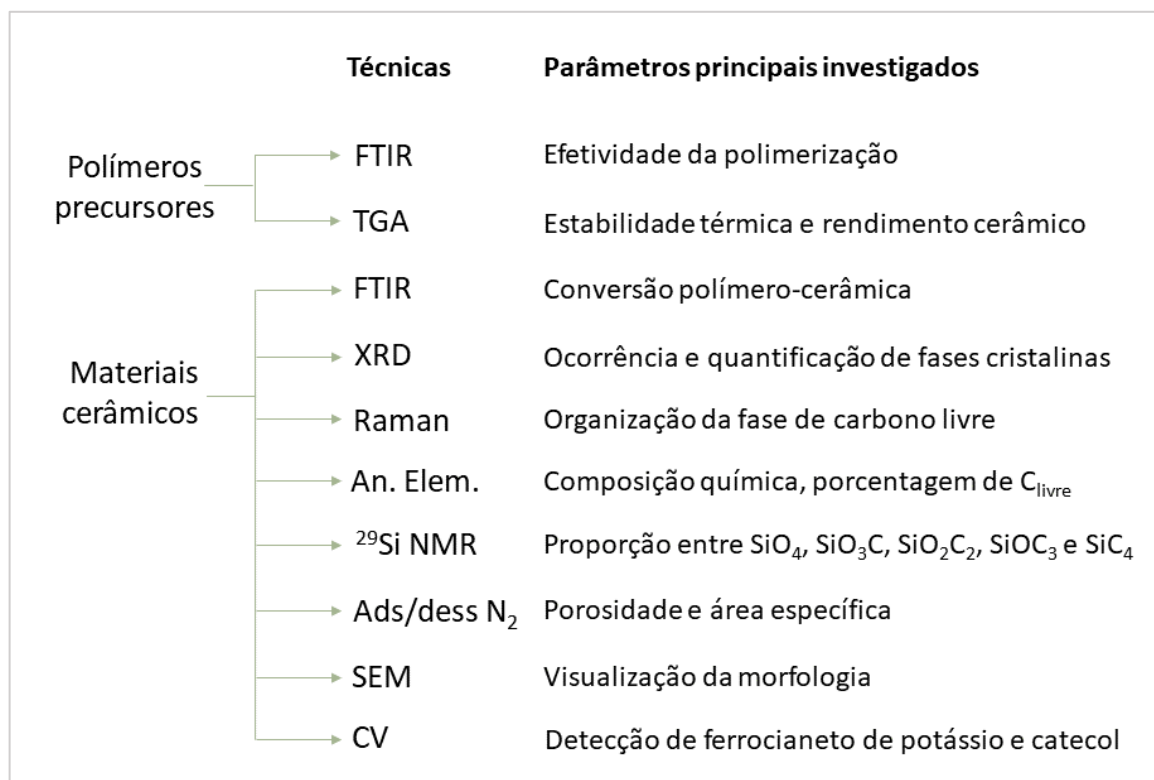 Técnicas Parâmetros principais investigados
Polímeros
precursores
FTIR Efetividade da polimerização
TGA Estabilidade térmica e rendimento cerâmico
Materiais
cerâmicos
FTIR Conversão polímero-cerâmica
XRD Ocorrência e quantificação de fases cristalinas
Raman Organização da fase de carbono livre
An. Elem. Composição química, porcentagem de C_livre
²⁹Si NMR Proporção entre SiO₄, SiO₃C, SiO₂C₂, SiOC₃ e SiC₄
Ads/dess N₂ Porosidade e área específica
SEM Visualização da morfologia
CV Detecção de ferrocianeto de potássio e catecol